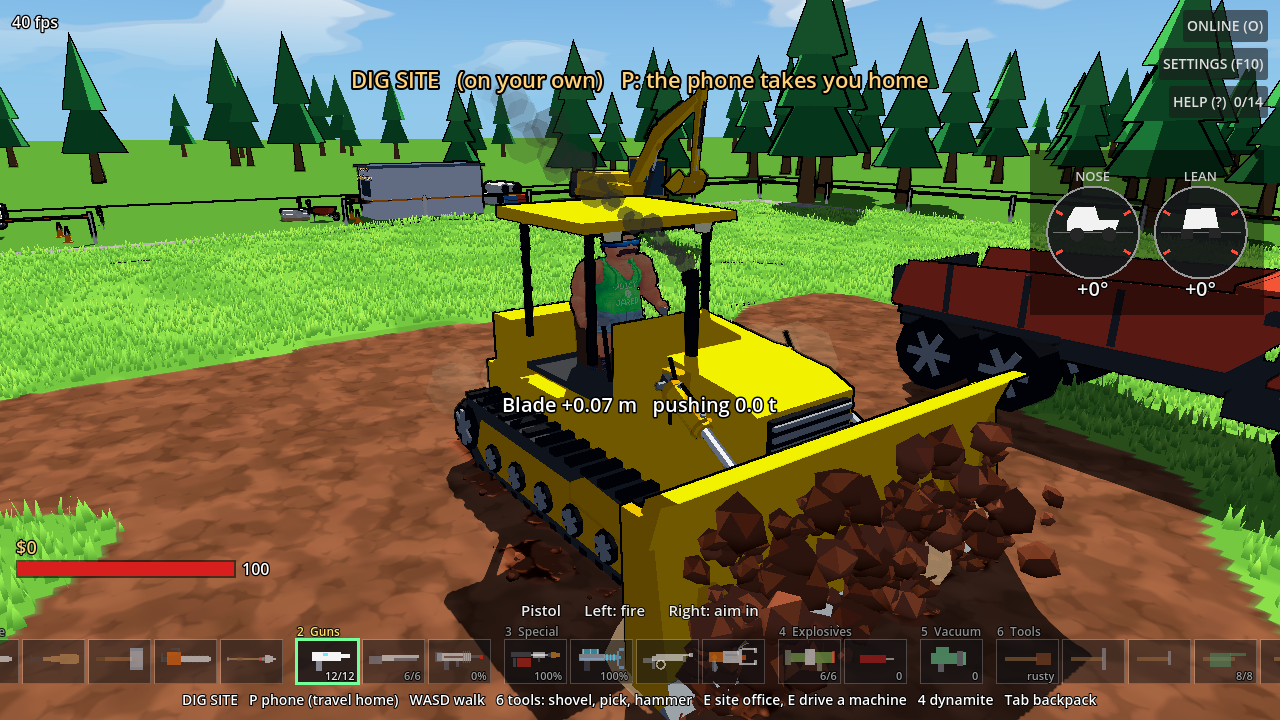 40 fps
ONLINE (O)
SETTINGS (F10)
HELP (?) 0/14
DIG SITE (on your own) P: the phone takes you home
NOSE LEAN
+0° +0°
Blade +0.07 m pushing 0.0 t
$0
100
Pistol Left: fire Right: aim in
2 Guns 3 Special 4 Explosives 5 Vacuum 6 Tools
12/12 6/6 0% 100% 100% 6/6 0 0 rusty 8/8
DIG SITE P phone (travel home) WASD walk 6 tools: shovel, pick, hammer E site office, E drive a machine 4 dynamite Tab backpack